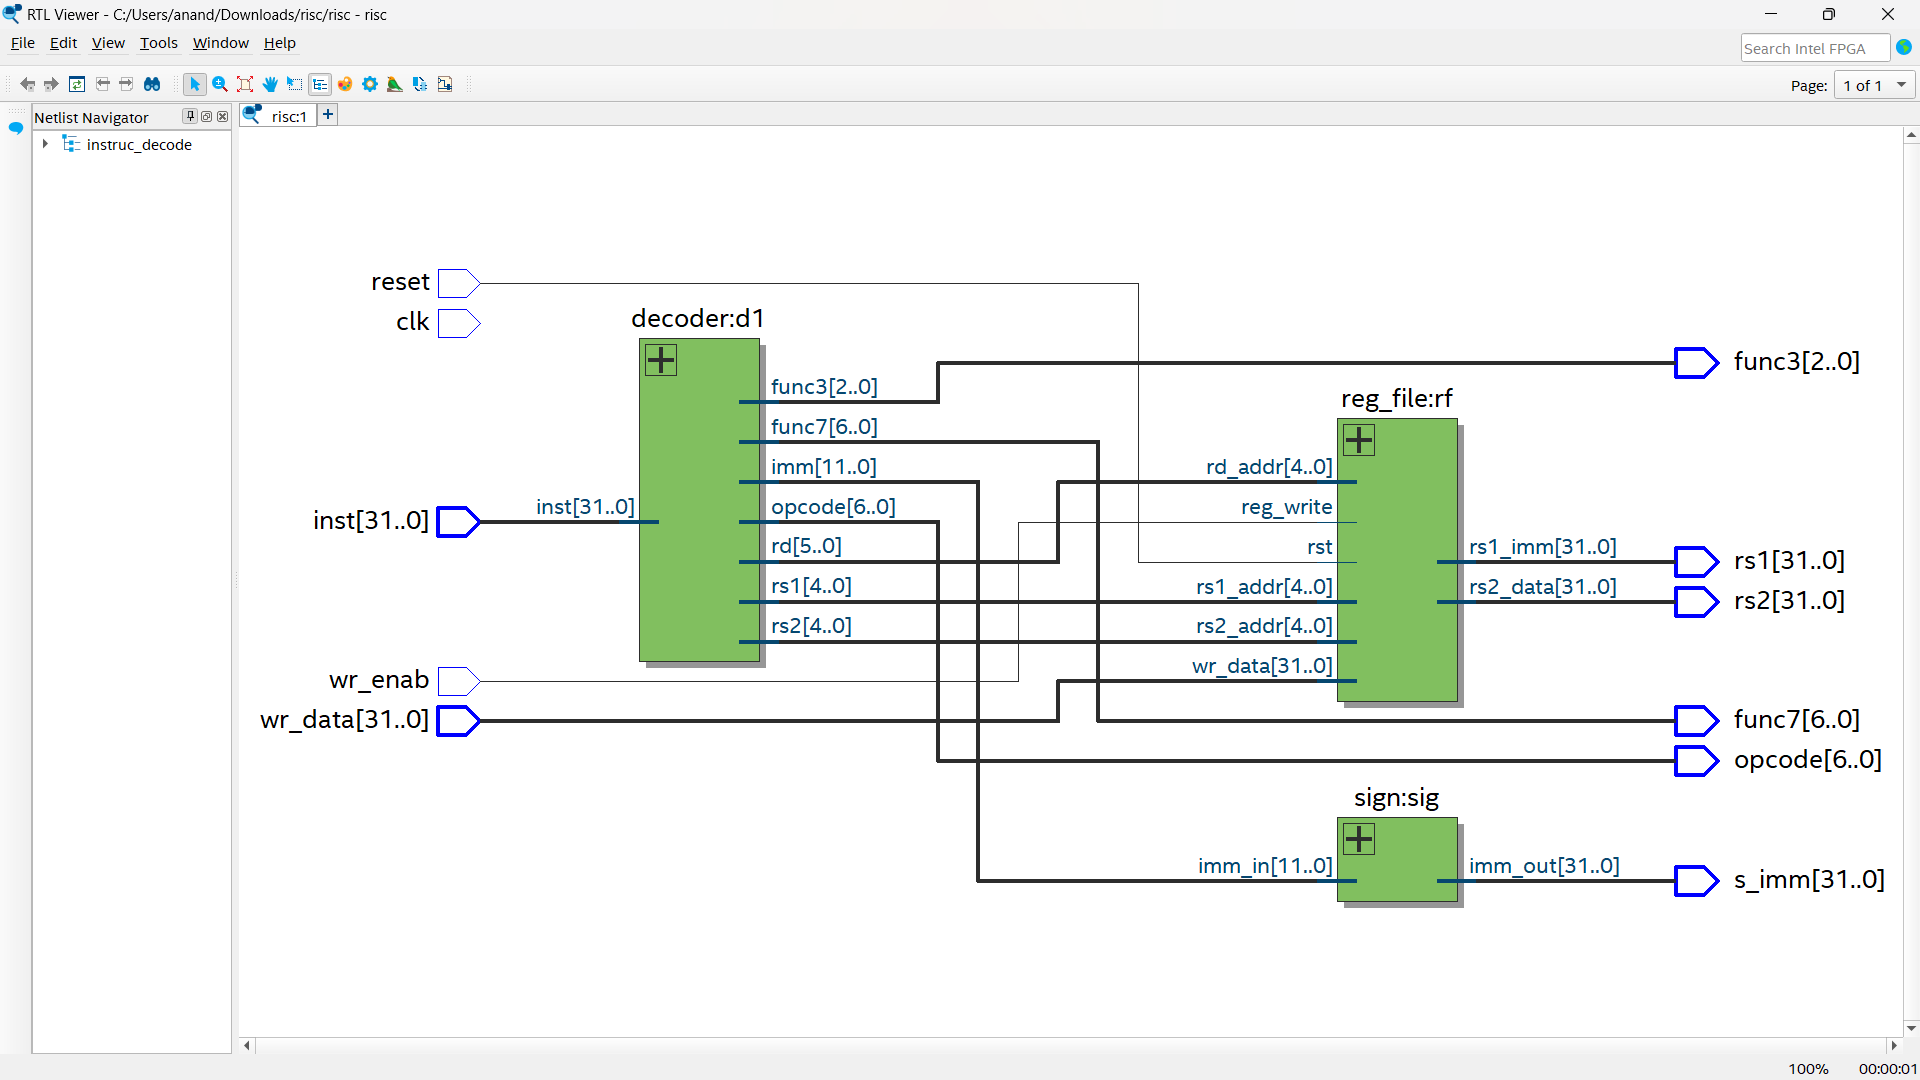 RTL Viewer - C:/Users/anand/Downloads/risc/risc - risc
File Edit View Tools Window Help
Search Intel FPGA
Page: 1 of 1
Netlist Navigator
risc:1
instruc_decode
reset
clk
decoder:d1
func3[2..0]
func3[2..0]
reg_file:rf
func7[6..0]
imm[11..0]
rd_addr[4..0]
inst[31..0]
inst[31..0]
opcode[6..0]
reg_write
rd[5..0]
rst
rs1_imm[31..0]
rs1[31..0]
rs1[4..0]
rs1_addr[4..0]
rs2_data[31..0]
rs2[31..0]
rs2[4..0]
rs2_addr[4..0]
wr_enab
wr_data[31..0]
wr_data[31..0]
func7[6..0]
opcode[6..0]
sign:sig
imm_in[11..0]
imm_out[31..0]
s_imm[31..0]
100% 00:00:01